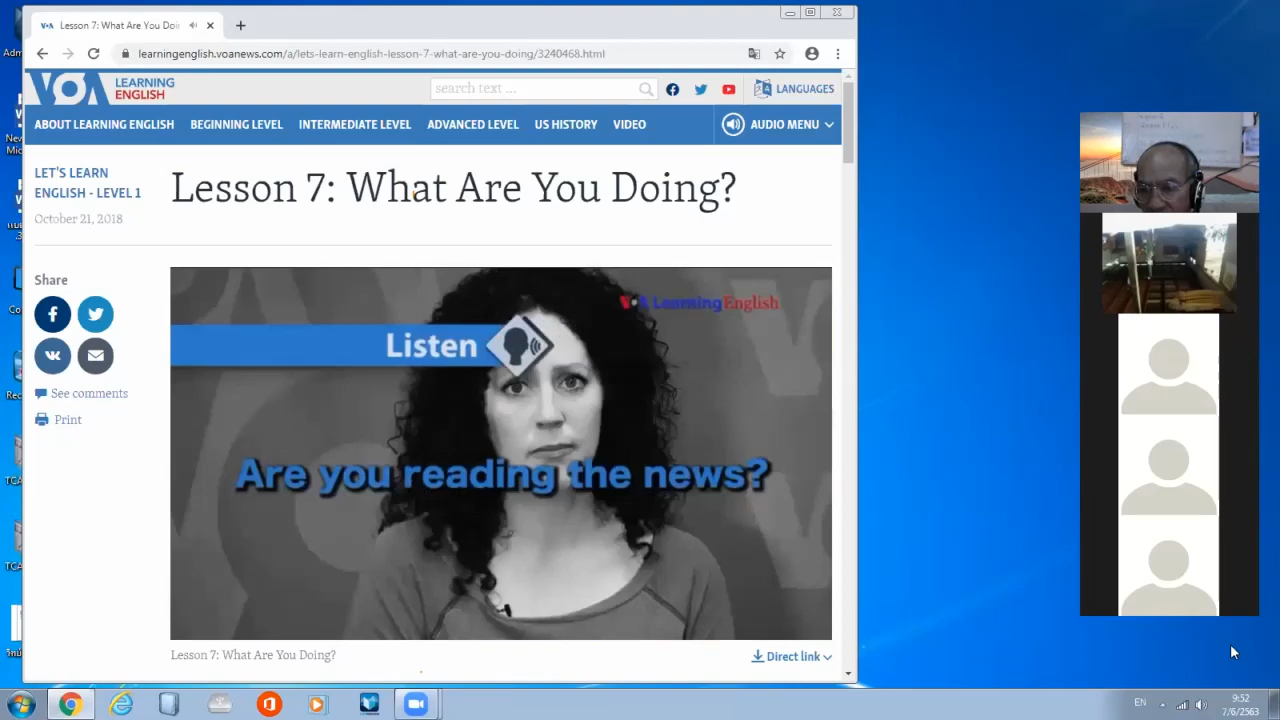 Lesson 7: What Are You Doi
learningenglish.voanews.com/a/lets-learn-english-lesson-7-what-are-you-doing/3240468.html
VOA LEARNING ENGLISH
search text ...
LANGUAGES
ABOUT LEARNING ENGLISH
BEGINNING LEVEL
INTERMEDIATE LEVEL
ADVANCED LEVEL
US HISTORY
VIDEO
AUDIO MENU
LET'S LEARN
ENGLISH - LEVEL 1
October 21, 2018
Lesson 7: What Are You Doing?
Share
See comments
Print
VOA LearningEnglish
Listen
Are you reading the news?
Lesson 7: What Are You Doing?
Direct link
EN
9:52
7/6/2563